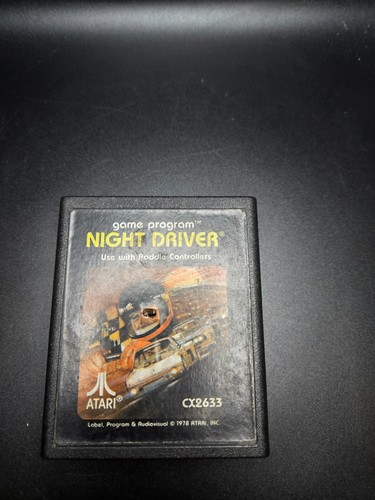 game program™
NIGHT DRIVER®
Use with Paddle Controllers
ATARI®
CX2633
Label, Program & Audiovisual © 1978 ATARI, INC.